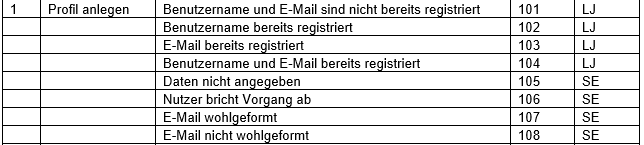 1 Profil anlegen Benutzername und E-Mail sind nicht bereits registriert 101 LJ
Benutzername bereits registriert 102 LJ
E-Mail bereits registriert 103 LJ
Benutzername und E-Mail bereits registriert 104 LJ
Daten nicht angegeben 105 SE
Nutzer bricht Vorgang ab 106 SE
E-Mail wohlgeformt 107 SE
E-Mail nicht wohlgeformt 108 SE